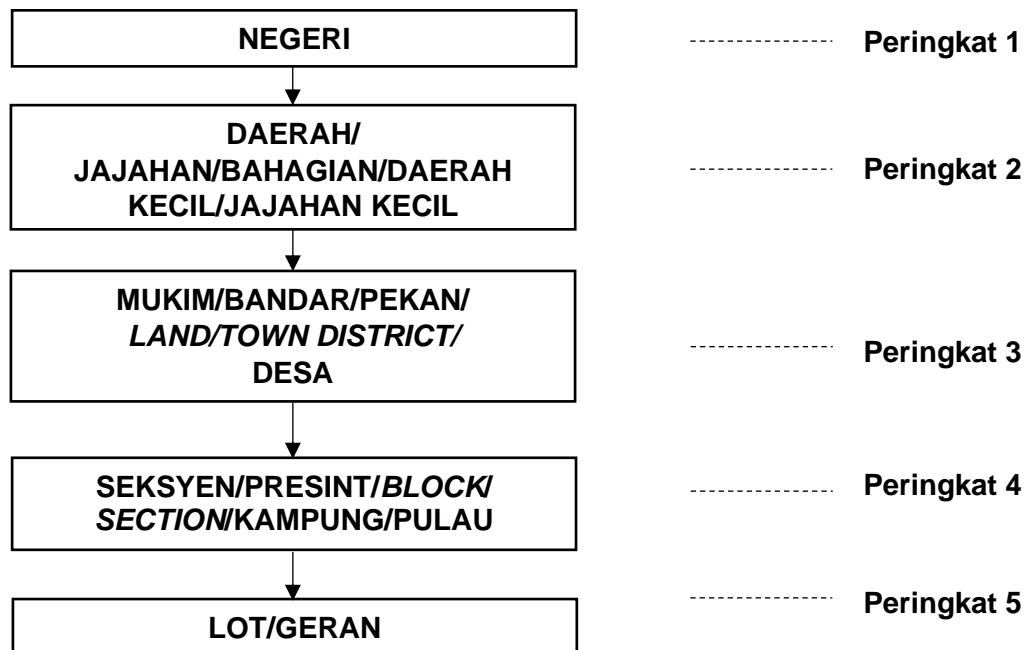 NEGERI
Peringkat 1
DAERAH/
JAJAHAN/BAHAGIAN/DAERAH
KECIL/JAJAHAN KECIL
Peringkat 2
MUKIM/BANDAR/PEKAN/
LAND/TOWN DISTRICT/
DESA
Peringkat 3
SEKSYEN/PRESINT/BLOCK/
SECTION/KAMPUNG/PULAU
Peringkat 4
LOT/GERAN
Peringkat 5